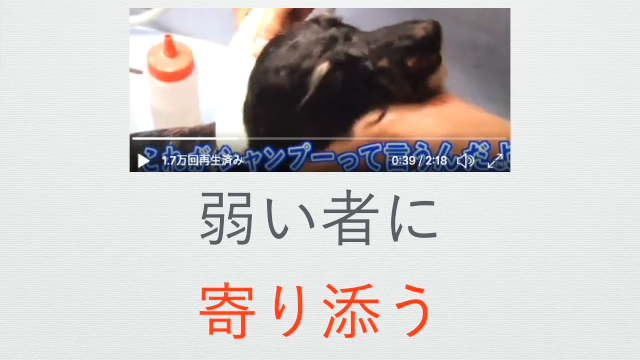 これがシャンプーって言うんだよ
1.7万回再生済み
0:39 / 2:18
弱い者に
寄り添う